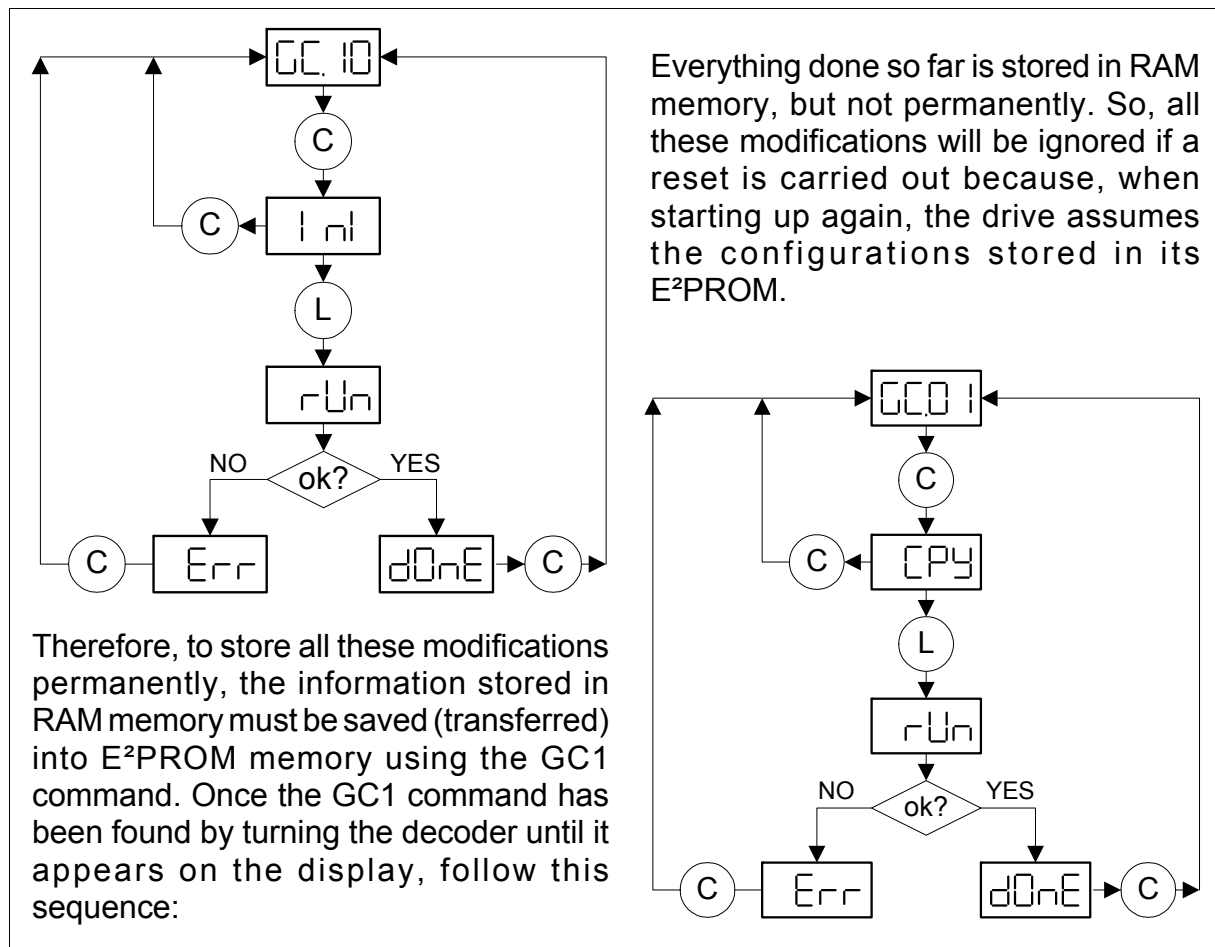 GC.10
C
C
InI
L
rUn
NO
ok?
YES
C
Err
dOnE
C
Therefore, to store all these modifications
permanently, the information stored in
RAM memory must be saved (transferred)
into E²PROM memory using the GC1
command. Once the GC1 command has
been found by turning the decoder until it
appears on the display, follow this
sequence:
Everything done so far is stored in RAM
memory, but not permanently. So, all
these modifications will be ignored if a
reset is carried out because, when
starting up again, the drive assumes
the configurations stored in its
E²PROM.
GC.01
C
C
CPY
L
rUn
NO
ok?
YES
C
Err
dOnE
C